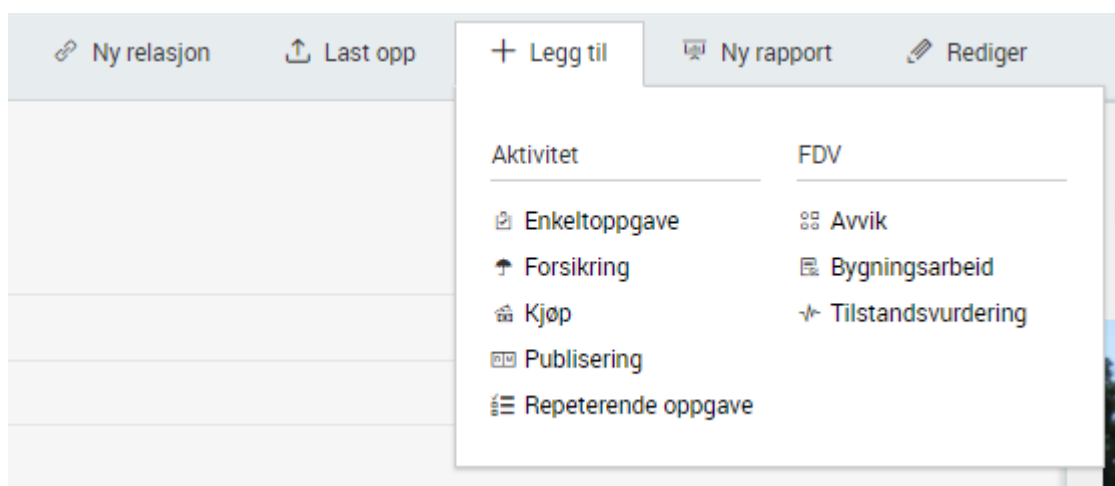 Ny relasjon Last opp Legg til Ny rapport Rediger
Aktivitet
Enkeltoppgave
Forsikring
Kjøp
Publisering
Repeterende oppgave
FDV
Avvik
Bygningsarbeid
Tilstandsvurdering